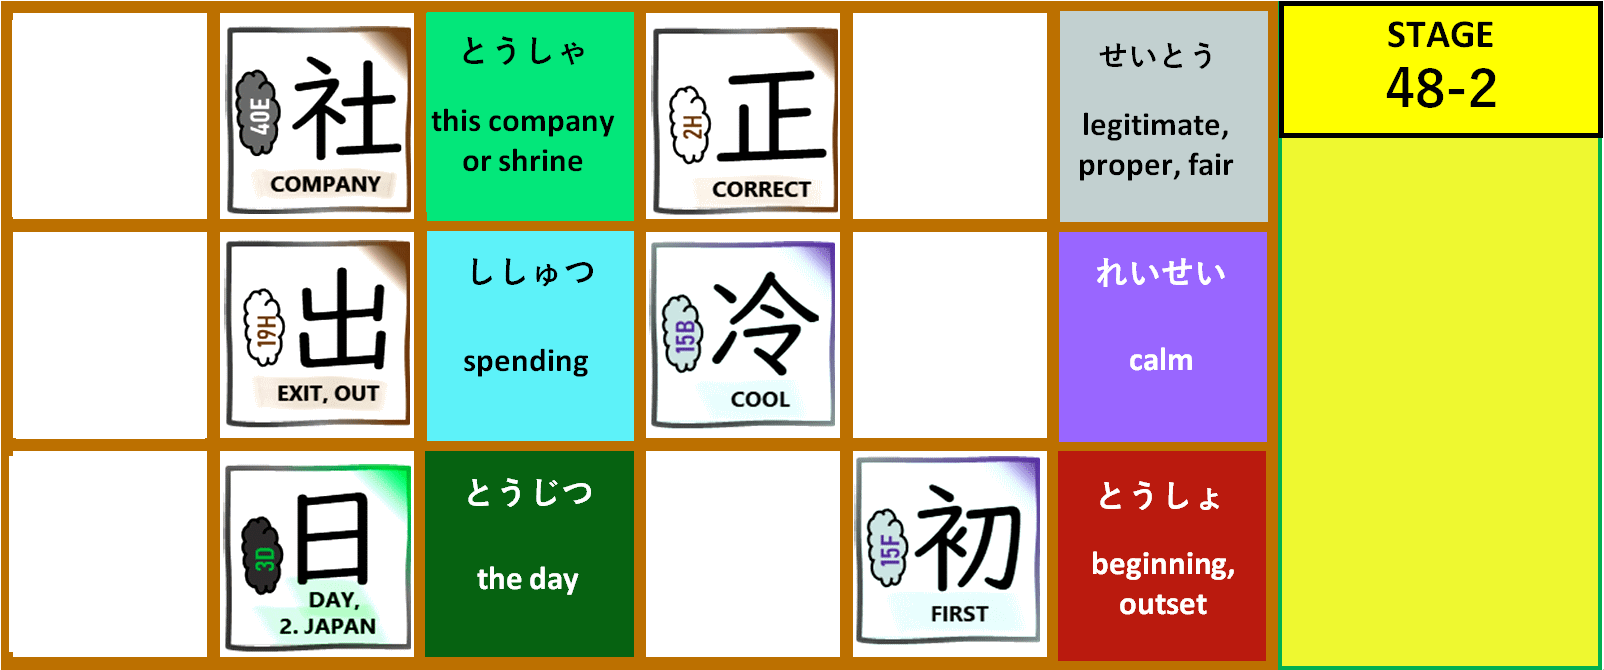 40E
社
COMPANY
とうしゃ
this company
or shrine
2H
正
CORRECT
せいとう
legitimate,
proper, fair
STAGE
48-2
19H
出
EXIT, OUT
ししゅつ
spending
15B
冷
COOL
れいせい
calm
3D
日
DAY,
2. JAPAN
とうじつ
the day
15F
初
FIRST
とうしょ
beginning,
outset